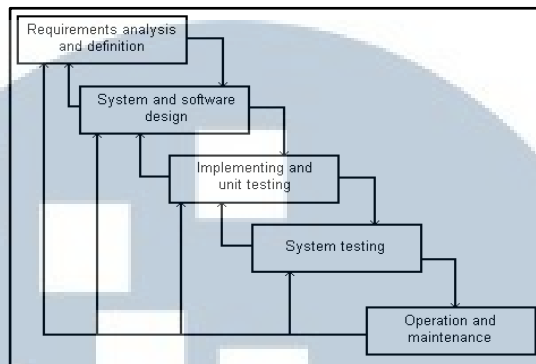 Requirements analysis
and definition
System and software
design
Implementing and
unit testing
System testing
Operation and
maintenance